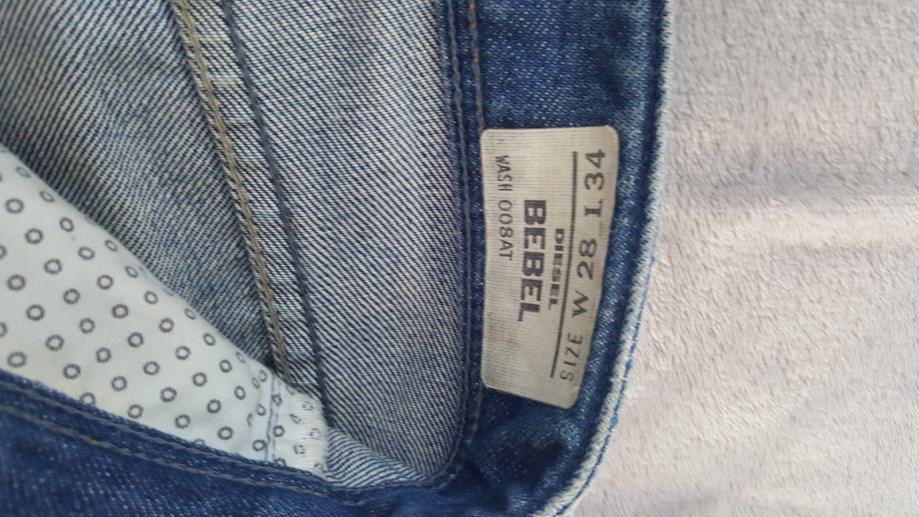 SIZE W 28 L 34
DIESEL
BEBEL
WASH 008AT